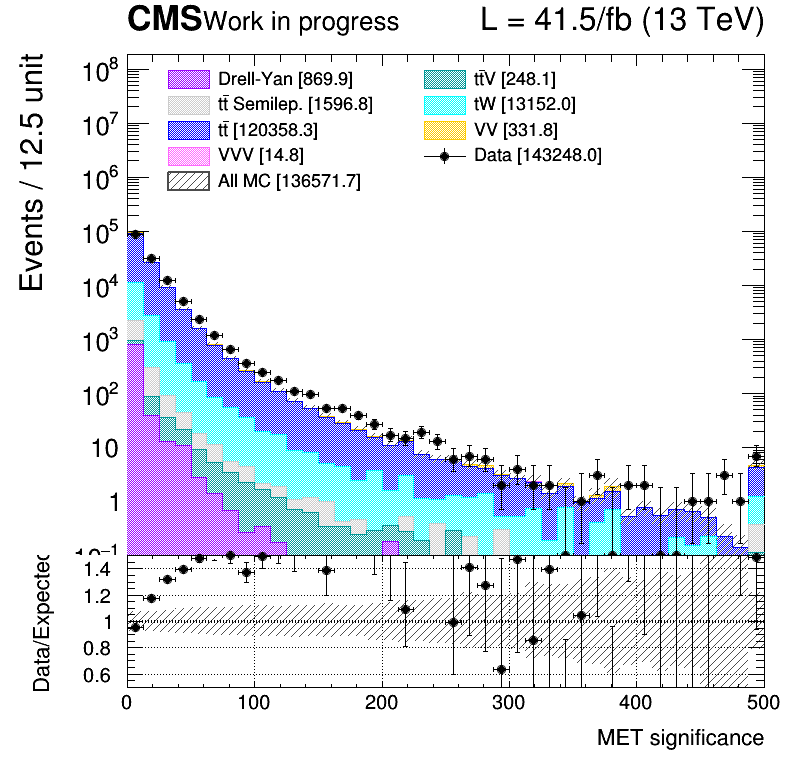 CMS Work in progress L = 41.5/fb (13 TeV)
Events / 12.5 unit
Drell-Yan [869.9]
tt̄V [248.1]
tt̄ Semilep. [1596.8]
tW [13152.0]
tt̄ [120358.3]
VV [331.8]
VVV [14.8]
Data [143248.0]
All MC [136571.7]
10⁸
10⁷
10⁶
10⁵
10⁴
10³
10²
10
1
10⁻¹
Data/Expected
1.4
1.2
1
0.8
0.6
0 100 200 300 400 500
MET significance